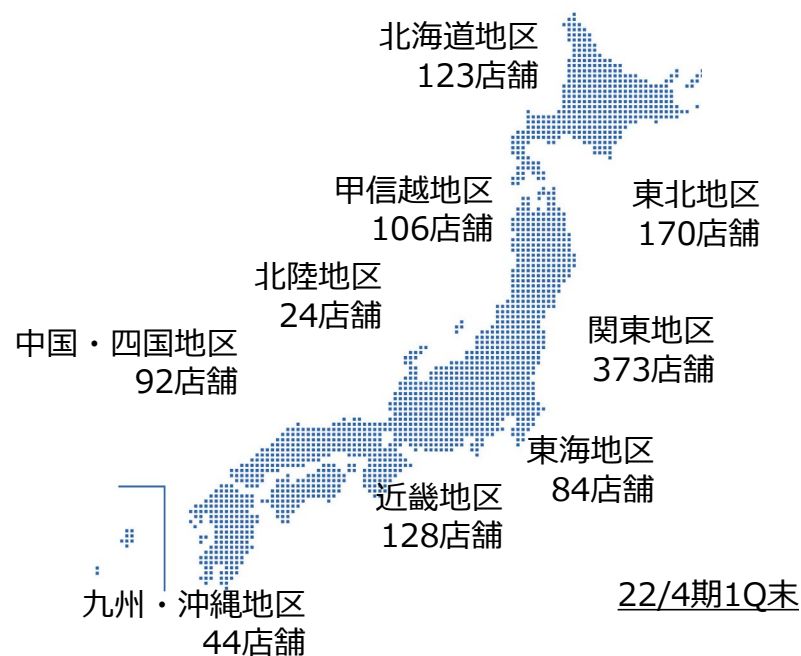 北海道地区
123店舗
甲信越地区
106店舗
東北地区
170店舗
北陸地区
24店舗
関東地区
373店舗
中国・四国地区
92店舗
東海地区
84店舗
近畿地区
128店舗
九州・沖縄地区
44店舗
22/4期1Q末